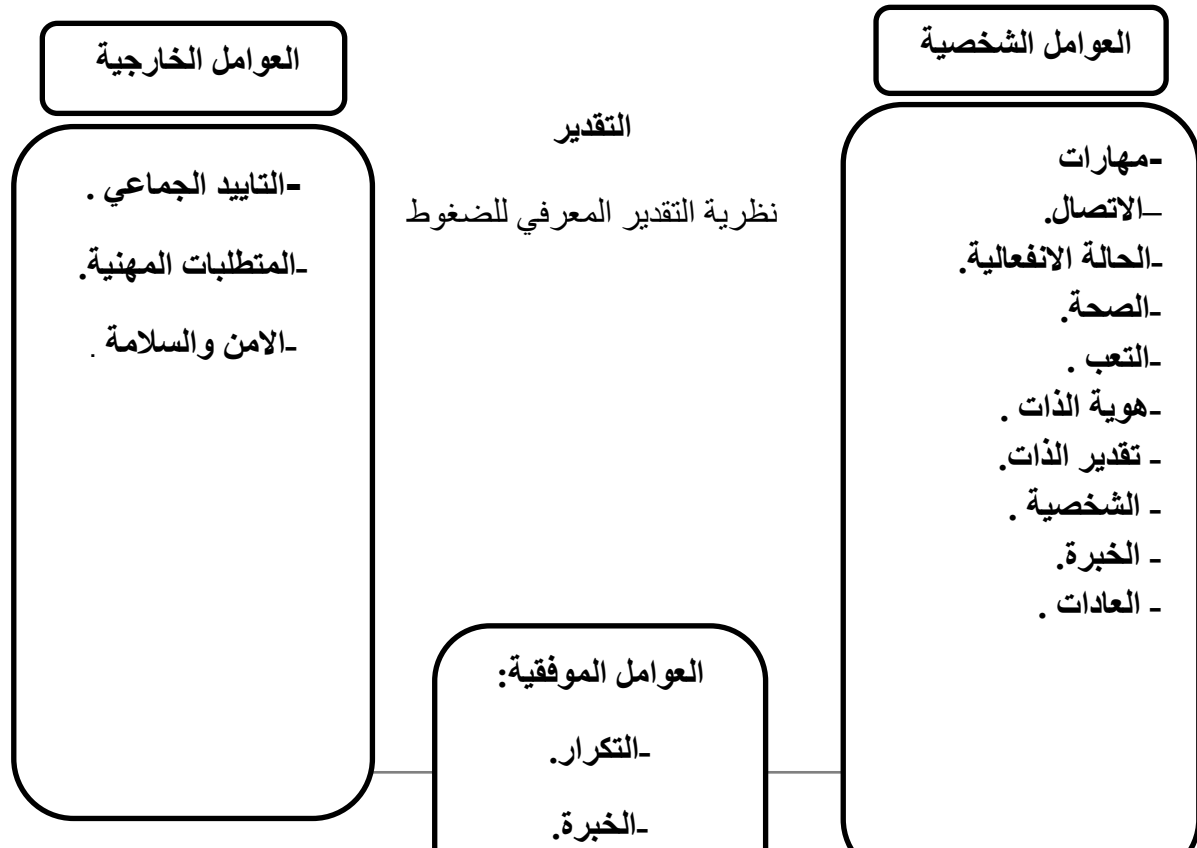 العوامل الشخصية
-مهارات
–الاتصال.
-الحالة الانفعالية.
-الصحة.
-التعب .
-هوية الذات .
- تقدير الذات.
- الشخصية .
- الخبرة.
- العادات .
التقدير
نظرية التقدير المعرفي للضغوط
العوامل الخارجية
-التاييد الجماعي .
-المتطلبات المهنية.
-الامن والسلامة .
العوامل الموفقية:
-التكرار.
-الخبرة.